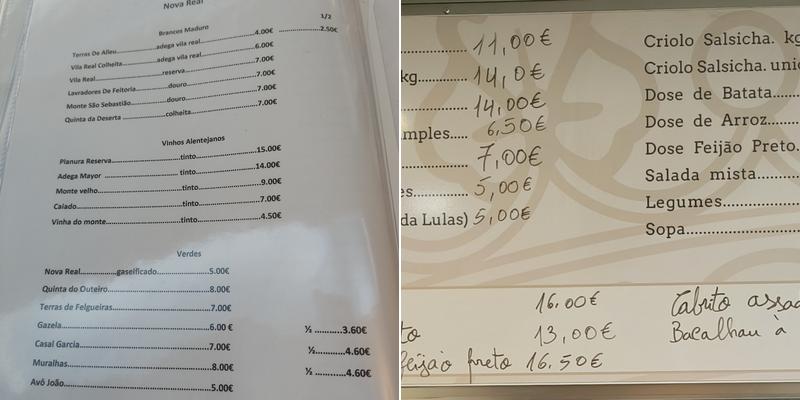 Nova Real
1/2
Brancos Maduro
Terras De Alleu..............adega vila real......................4.00€ ......................2.50€
Vila Real Colheita...........adega vila real......................6.00€
Vila Real......................reserva......................7.00€
Lavradores De Feitoria...........douro......................7.00€
Monte São Sebastião............douro......................7.00€
Quinta da Deserta ...............colheita......................7.00€
Vinhos Alentejanos
Planura Reserva......................tinto......................15.00€
Adega Mayor ...................... tinto......................14.00€
Monte velho......................tinto......................9.00€
Caiado......................tinto......................7.00€
Vinha do monte......................tinto......................4.50€
Verdes
Nova Real...............gaseificado......................5.00€
Quinta do Outeiro......................8.00€
Terras de Felgueiras......................7.00€
Gazela......................6.00 € ½ ..........3.60€
Casal Garcia......................7.00€ ½..........4.60€
Muralhas......................8.00€ ½ ..........4.60€
Avô João......................5.00€
11,00€
kg............ 14,0€
14,00€
mples..... 6,50€
7,00€
es............ 5,00€
da Lulas) 5,00€
Criolo Salsicha. kg
Criolo Salsicha. unid
Dose de Batata......
Dose de Arroz.......
Dose Feijão Preto.
Salada mista........
Legumes..............
Sopa...................
16.00€
to 13,00€
feijão preto 16.50€
Cabrito assad
Bacalhau à